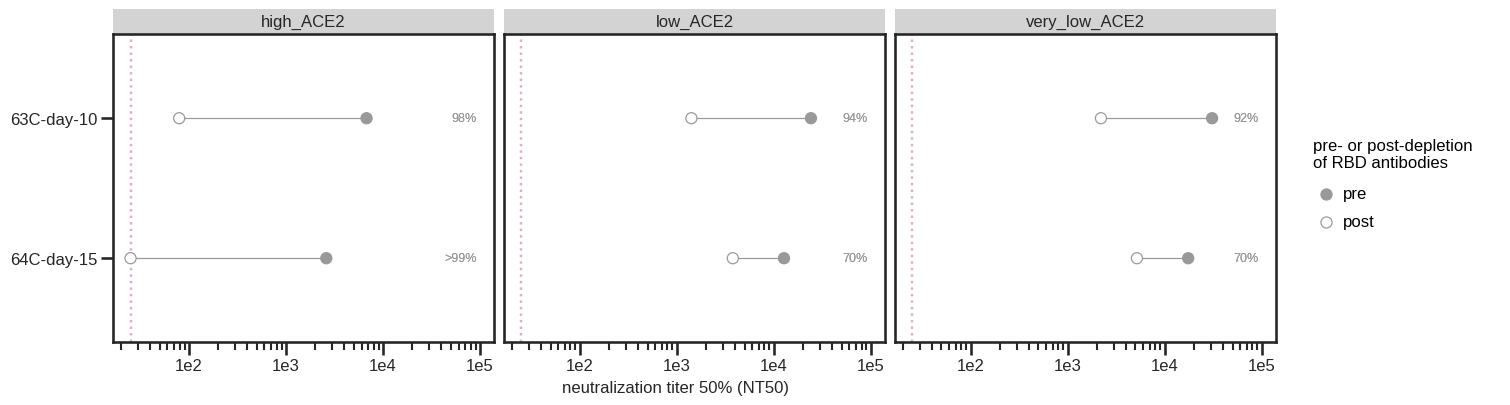 high_ACE2
low_ACE2
very_low_ACE2
63C-day-10
98%
94%
92%
64C-day-15
>99%
70%
70%
1e2
1e3
1e4
1e5
1e2
1e3
1e4
1e5
1e2
1e3
1e4
1e5
neutralization titer 50% (NT50)
pre- or post-depletion
of RBD antibodies
pre
post